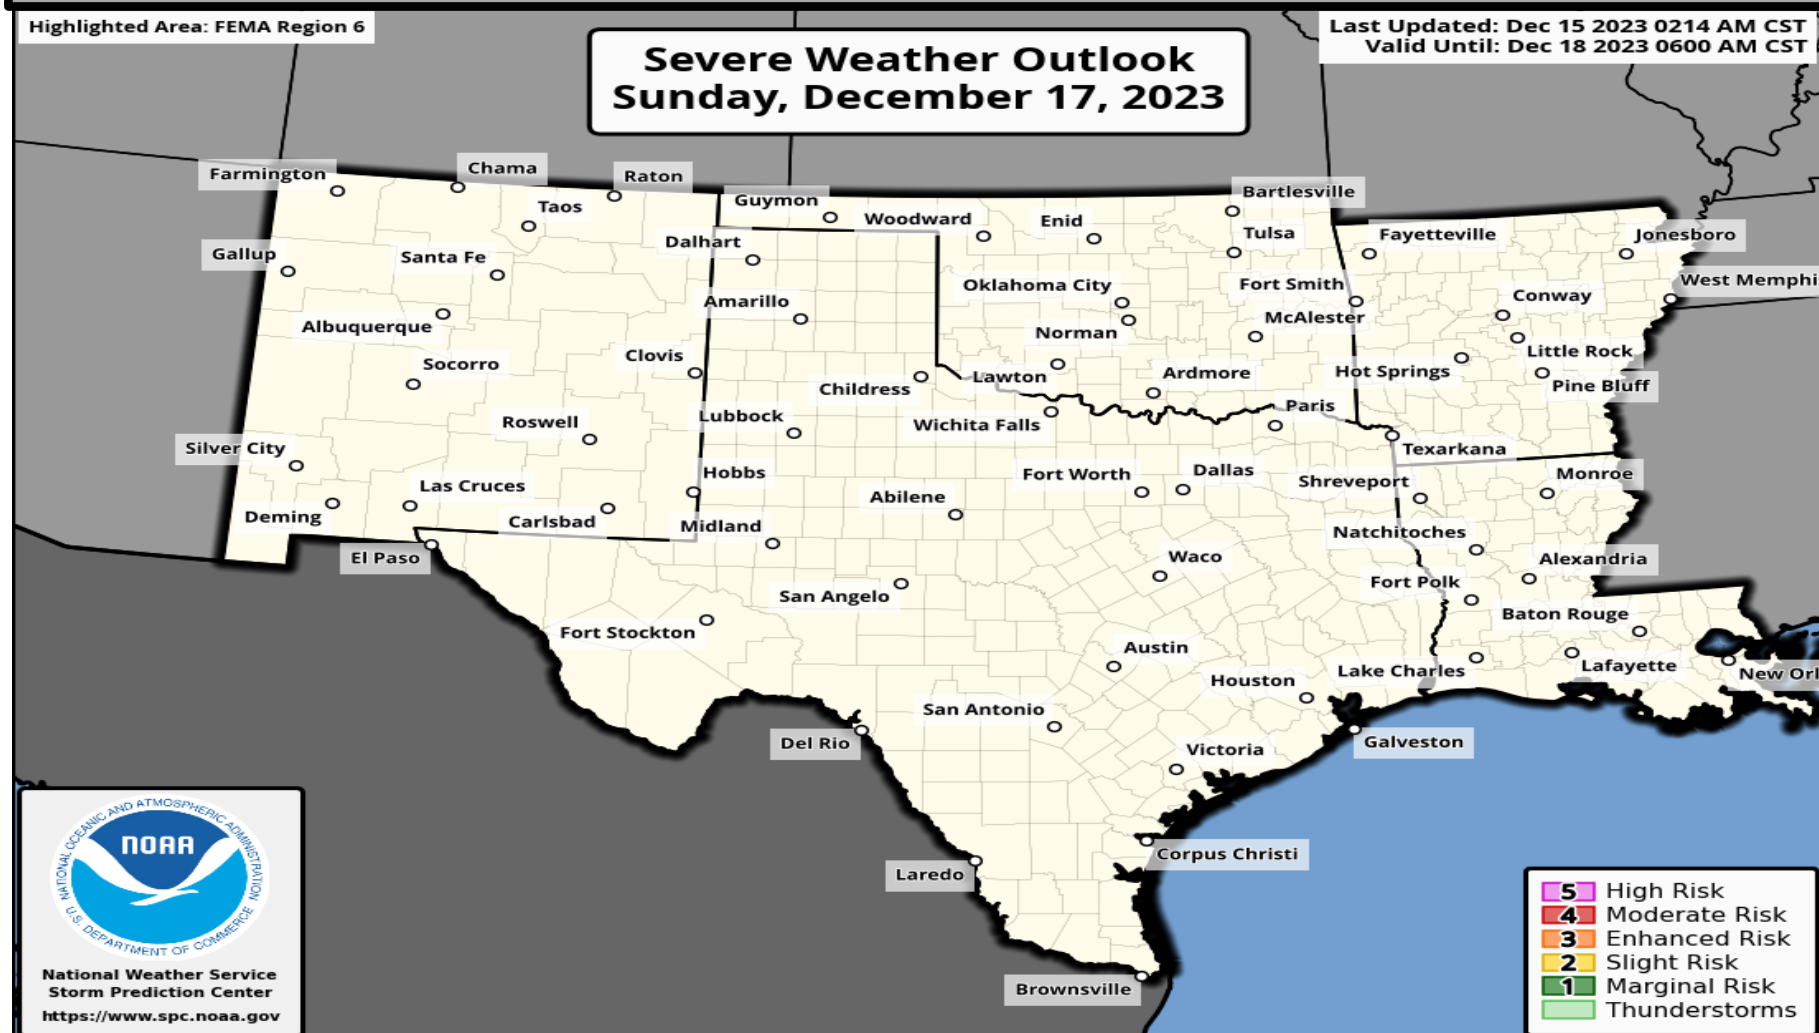 Highlighted Area: FEMA Region 6
Severe Weather Outlook
Sunday, December 17, 2023
Last Updated: Dec 15 2023 0214 AM CST
Valid Until: Dec 18 2023 0600 AM CST
Farmington
Chama
Raton
Taos
Guymon
Woodward
Enid
Bartlesville
Gallup
Santa Fe
Dalhart
Tulsa
Fayetteville
Jonesboro
Oklahoma City
Fort Smith
Conway
West Memphi
Albuquerque
Amarillo
Norman
McAlester
Socorro
Clovis
Childress
Lawton
Ardmore
Hot Springs
Little Rock
Pine Bluff
Roswell
Lubbock
Wichita Falls
Paris
Texarkana
Silver City
Las Cruces
Hobbs
Abilene
Fort Worth
Dallas
Shreveport
Monroe
Deming
Carlsbad
Midland
Natchitoches
El Paso
Waco
Alexandria
San Angelo
Fort Polk
Fort Stockton
Baton Rouge
Austin
Lake Charles
Lafayette
New Orl
Houston
San Antonio
Del Rio
Victoria
Galveston
Laredo
Corpus Christi
Brownsville
NATIONAL OCEANIC AND ATMOSPHERIC ADMINISTRATION
NOAA
U.S. DEPARTMENT OF COMMERCE
National Weather Service
Storm Prediction Center
https://www.spc.noaa.gov
5 High Risk
4 Moderate Risk
3 Enhanced Risk
2 Slight Risk
1 Marginal Risk
Thunderstorms